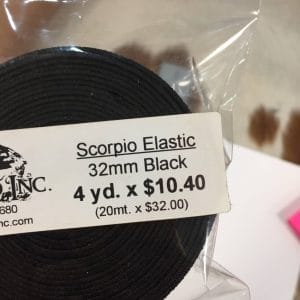 Scorpio Elastic
32mm Black
4 yd. x $10.40
(20mt. x $32.00)
INC.
680
nc.com